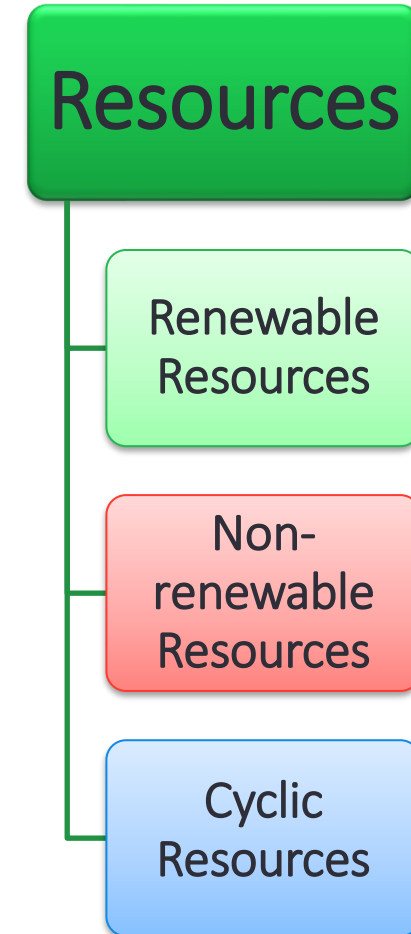 Resources
Renewable
Resources
Non-
renewable
Resources
Cyclic
Resources